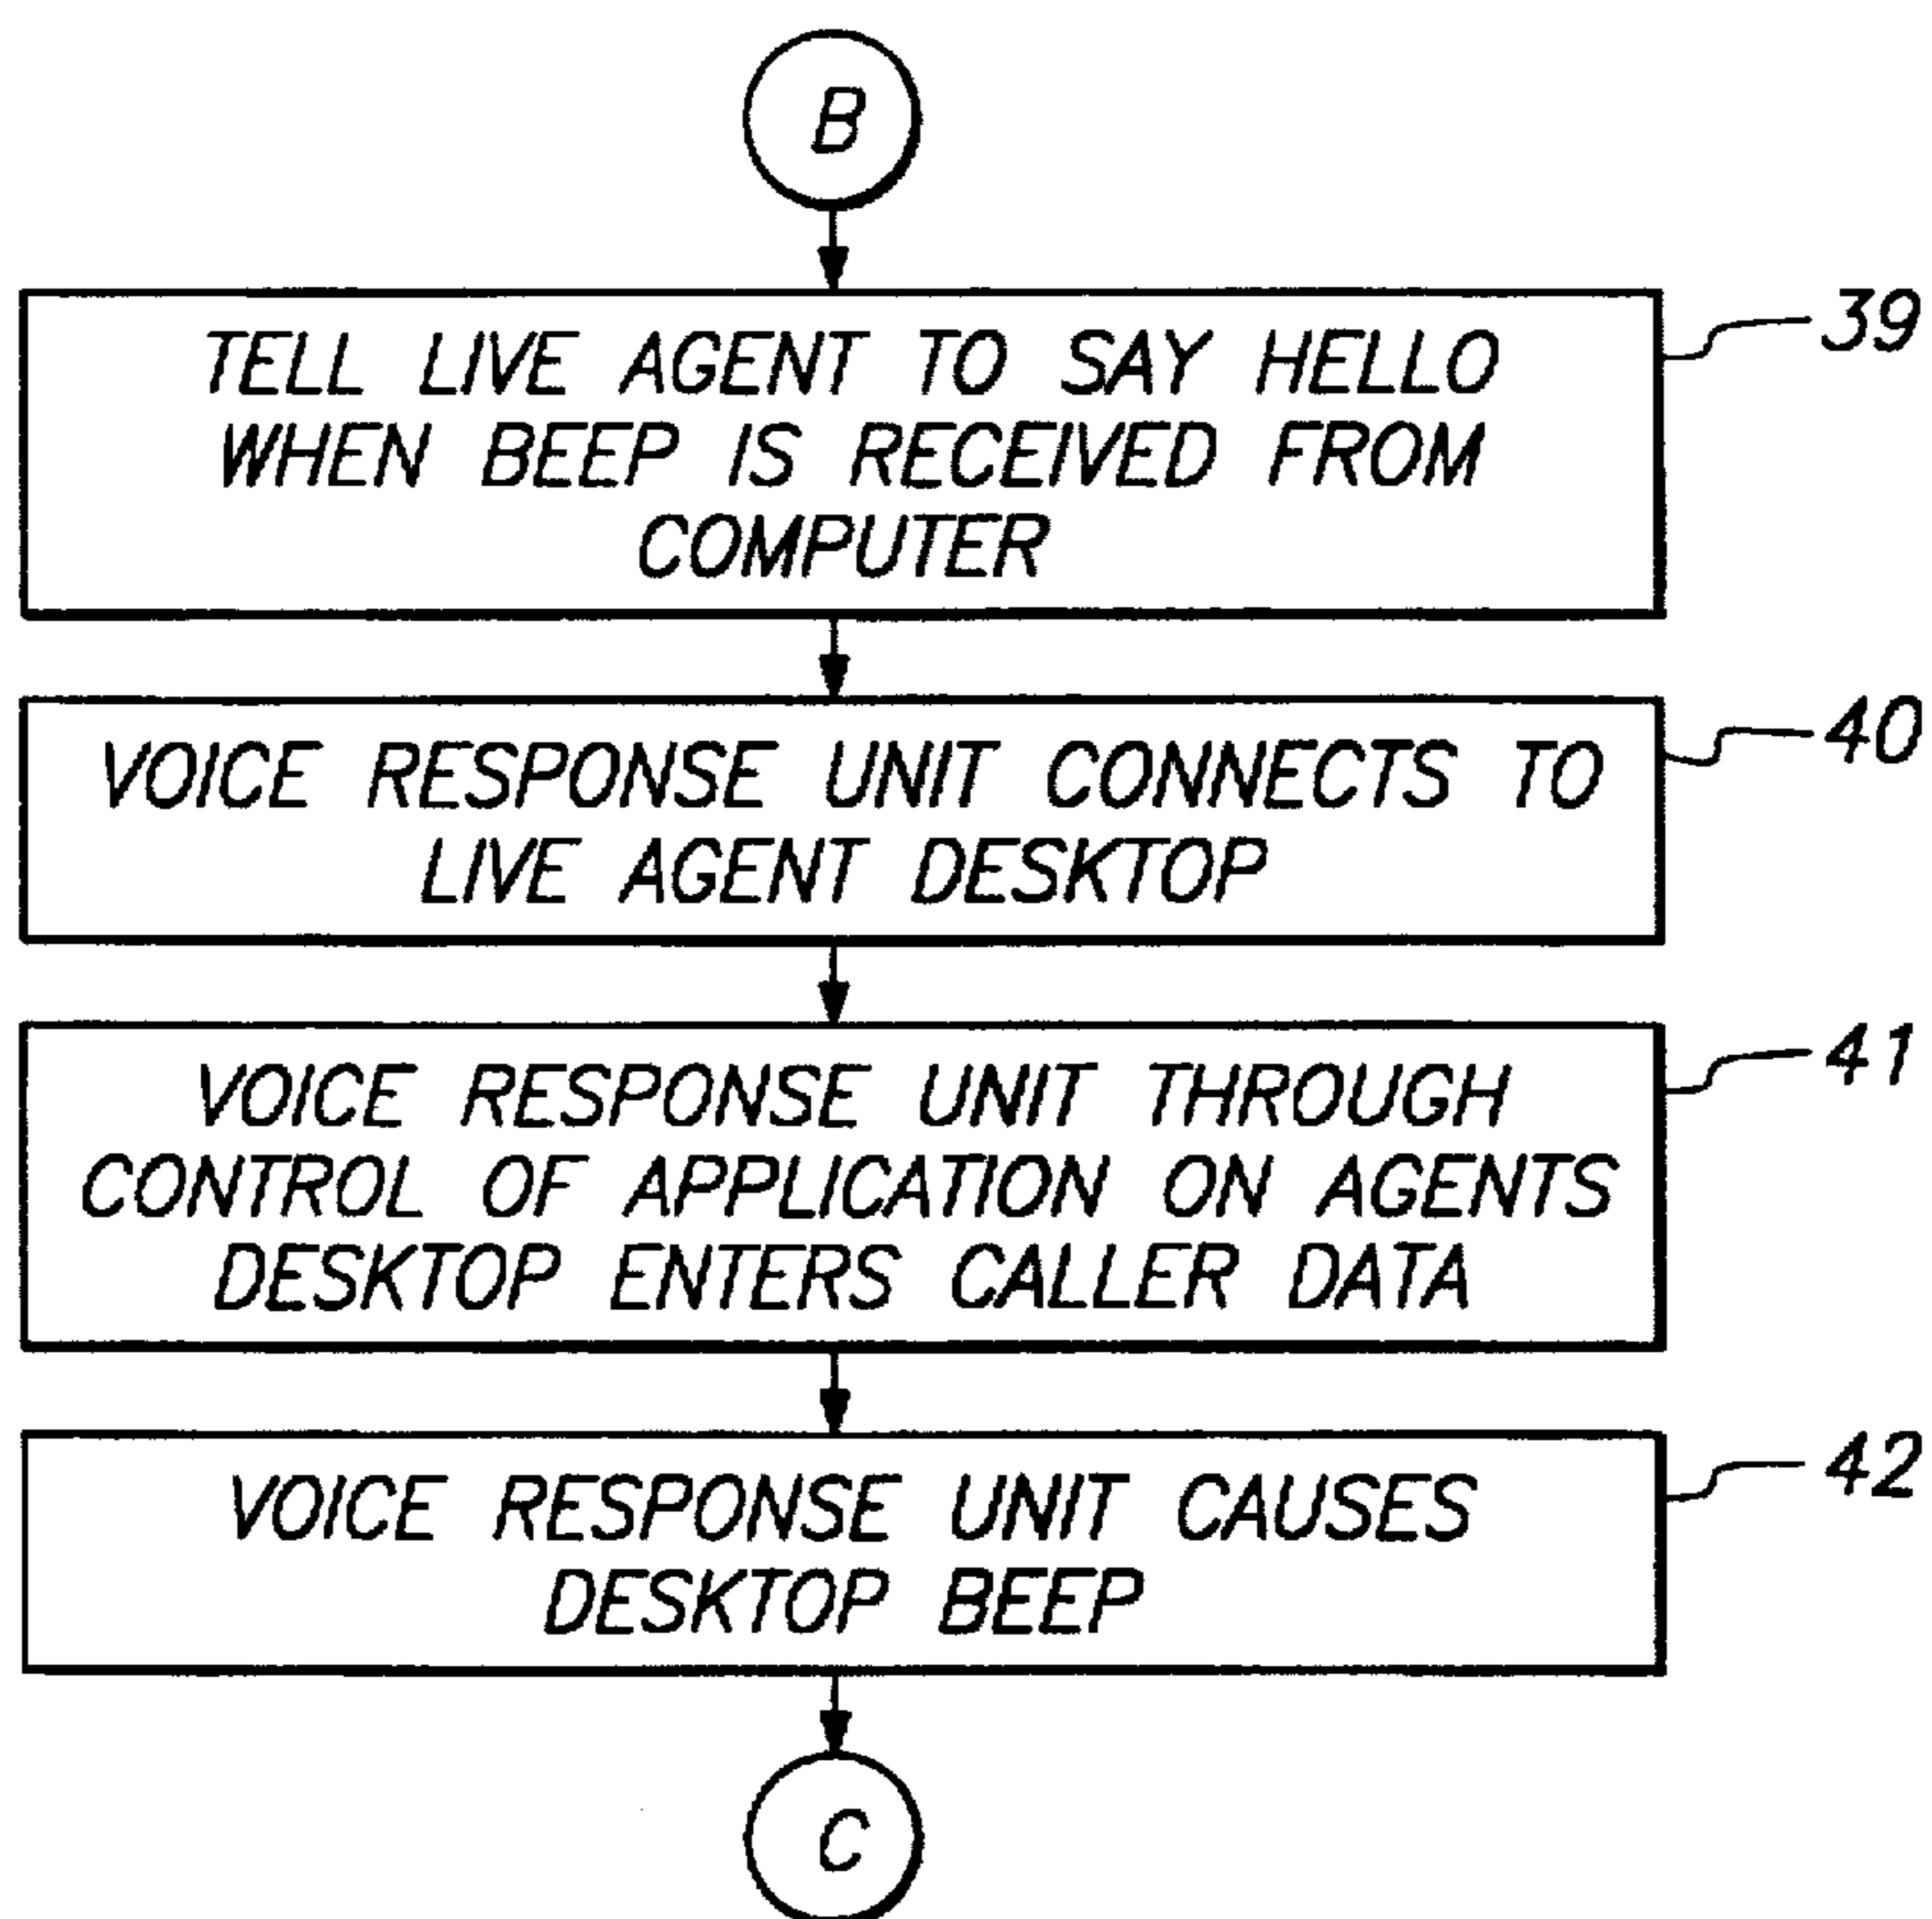 B
TELL LIVE AGENT TO SAY HELLO
WHEN BEEP IS RECEIVED FROM
COMPUTER
39
VOICE RESPONSE UNIT CONNECTS TO
LIVE AGENT DESKTOP
40
VOICE RESPONSE UNIT THROUGH
CONTROL OF APPLICATION ON AGENTS
DESKTOP ENTERS CALLER DATA
41
VOICE RESPONSE UNIT CAUSES
DESKTOP BEEP
42
C